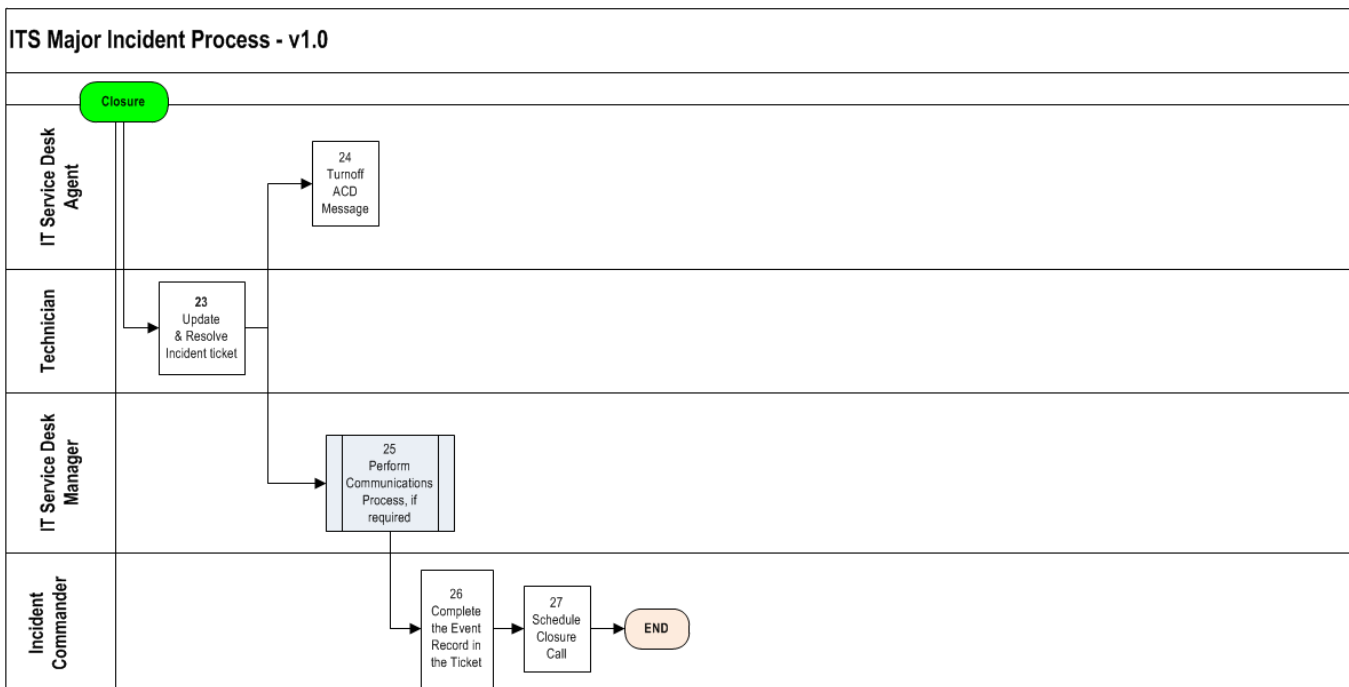 ITS Major Incident Process - v1.0
Closure
IT Service Desk
Agent
24
Turnoff
ACD
Message
Technician
23
Update
& Resolve
Incident ticket
IT Service Desk
Manager
25
Perform
Communications
Process, if
required
Incident
Commander
26
Complete
the Event
Record in
the Ticket
27
Schedule
Closure
Call
END